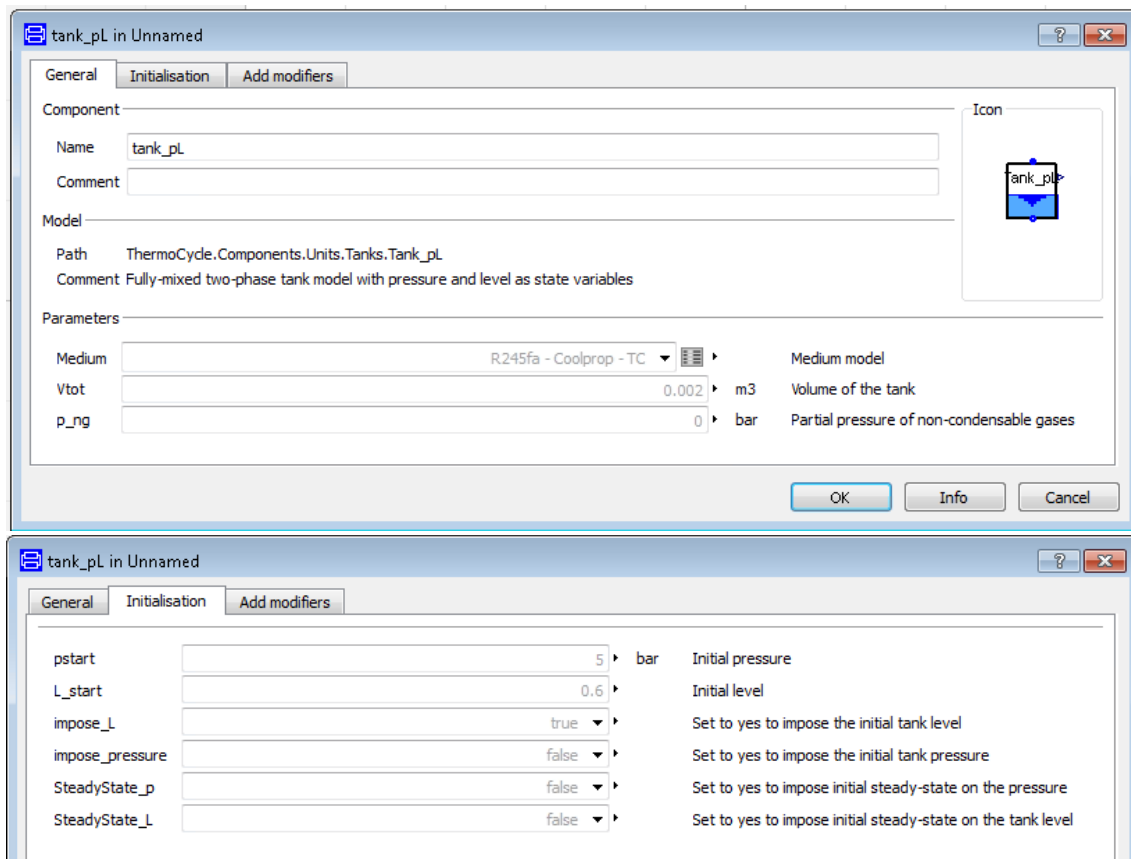 tank_pL in Unnamed
General Initialisation Add modifiers
Component
Icon
Name tank_pL
Tank_pL
Comment
Model
Path ThermoCycle.Components.Units.Tanks.Tank_pL
Comment Fully-mixed two-phase tank model with pressure and level as state variables
Parameters
Medium R245fa - Coolprop - TC Medium model
Vtot 0.002 m3 Volume of the tank
p_ng 0 bar Partial pressure of non-condensable gases
OK Info Cancel
tank_pL in Unnamed
General Initialisation Add modifiers
pstart 5 bar Initial pressure
L_start 0.6 Initial level
impose_L true Set to yes to impose the initial tank level
impose_pressure false Set to yes to impose the initial tank pressure
SteadyState_p false Set to yes to impose initial steady-state on the pressure
SteadyState_L false Set to yes to impose initial steady-state on the tank level